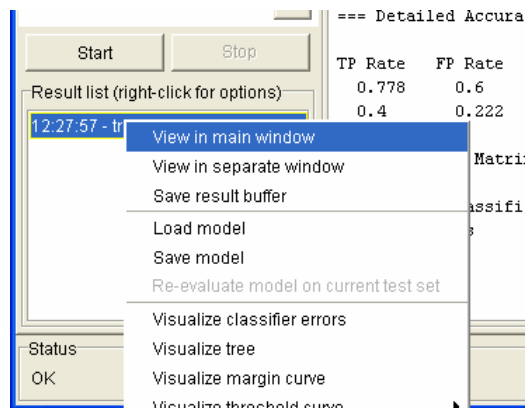 === Detailed Accura
Start
Stop
TP Rate FP Rate
0.778 0.6
0.4 0.222
Result list (right-click for options)
12:27:57 - tr
View in main window
View in separate window
Save result buffer
Load model
Save model
Re-evaluate model on current test set
Visualize classifier errors
Visualize tree
Visualize margin curve
Visualize threshold curve
Matri
assifi
Status
OK